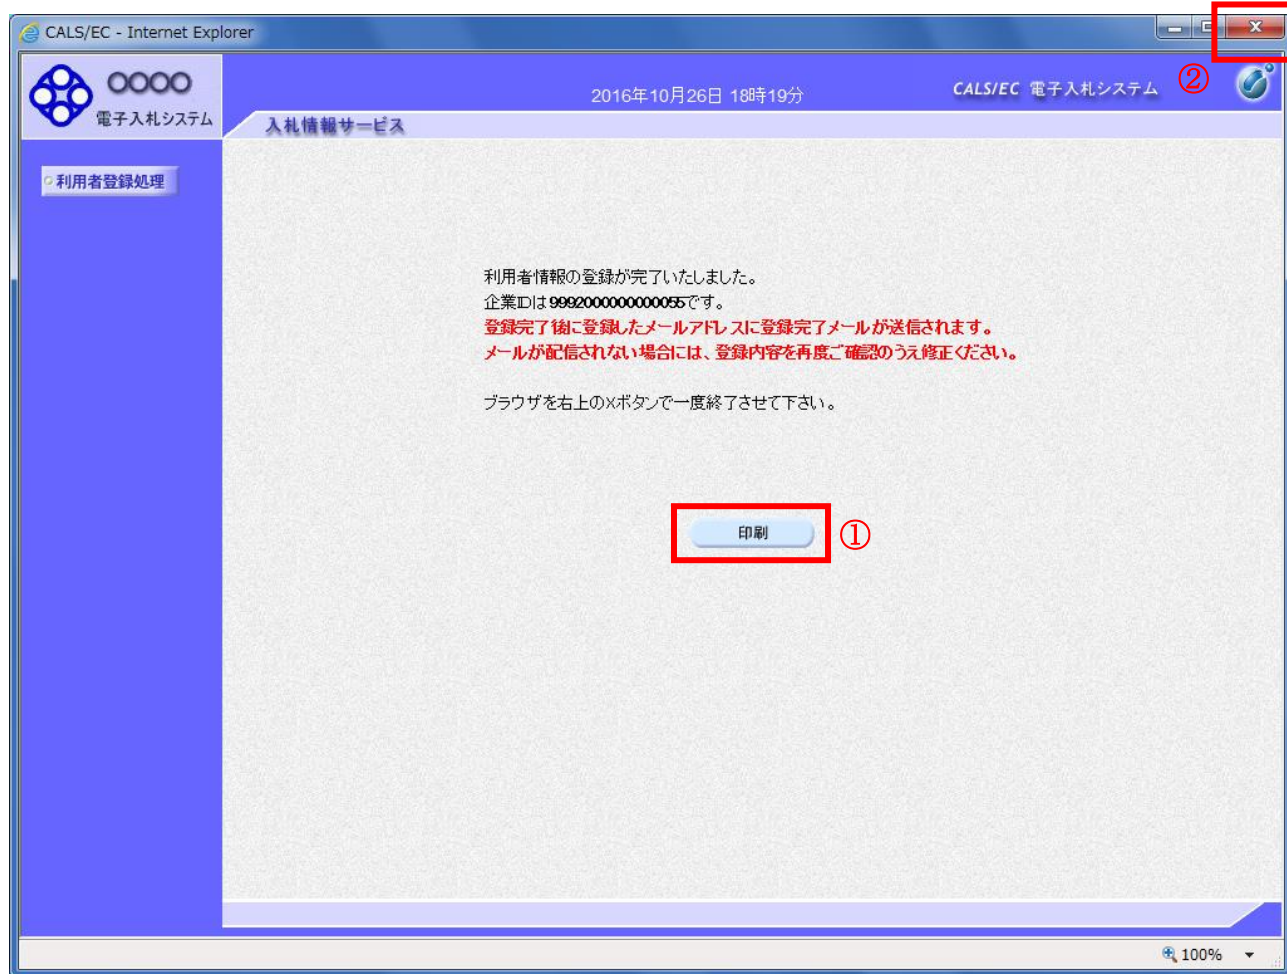 CALS/EC - Internet Explorer
X
〇〇〇〇
電子入札システム
2016年10月26日 18時19分
CALS/EC 電子入札システム
②
入札情報サービス
利用者登録処理
利用者情報の登録が完了いたしました。
企業IDは9992000000000055です。
登録完了後に登録したメールアドレスに登録完了メールが送信されます。
メールが配信されない場合には、登録内容を再度ご確認のうえ修正ください。
ブラウザを右上の×ボタンで一度終了させて下さい。
印刷
①
100%